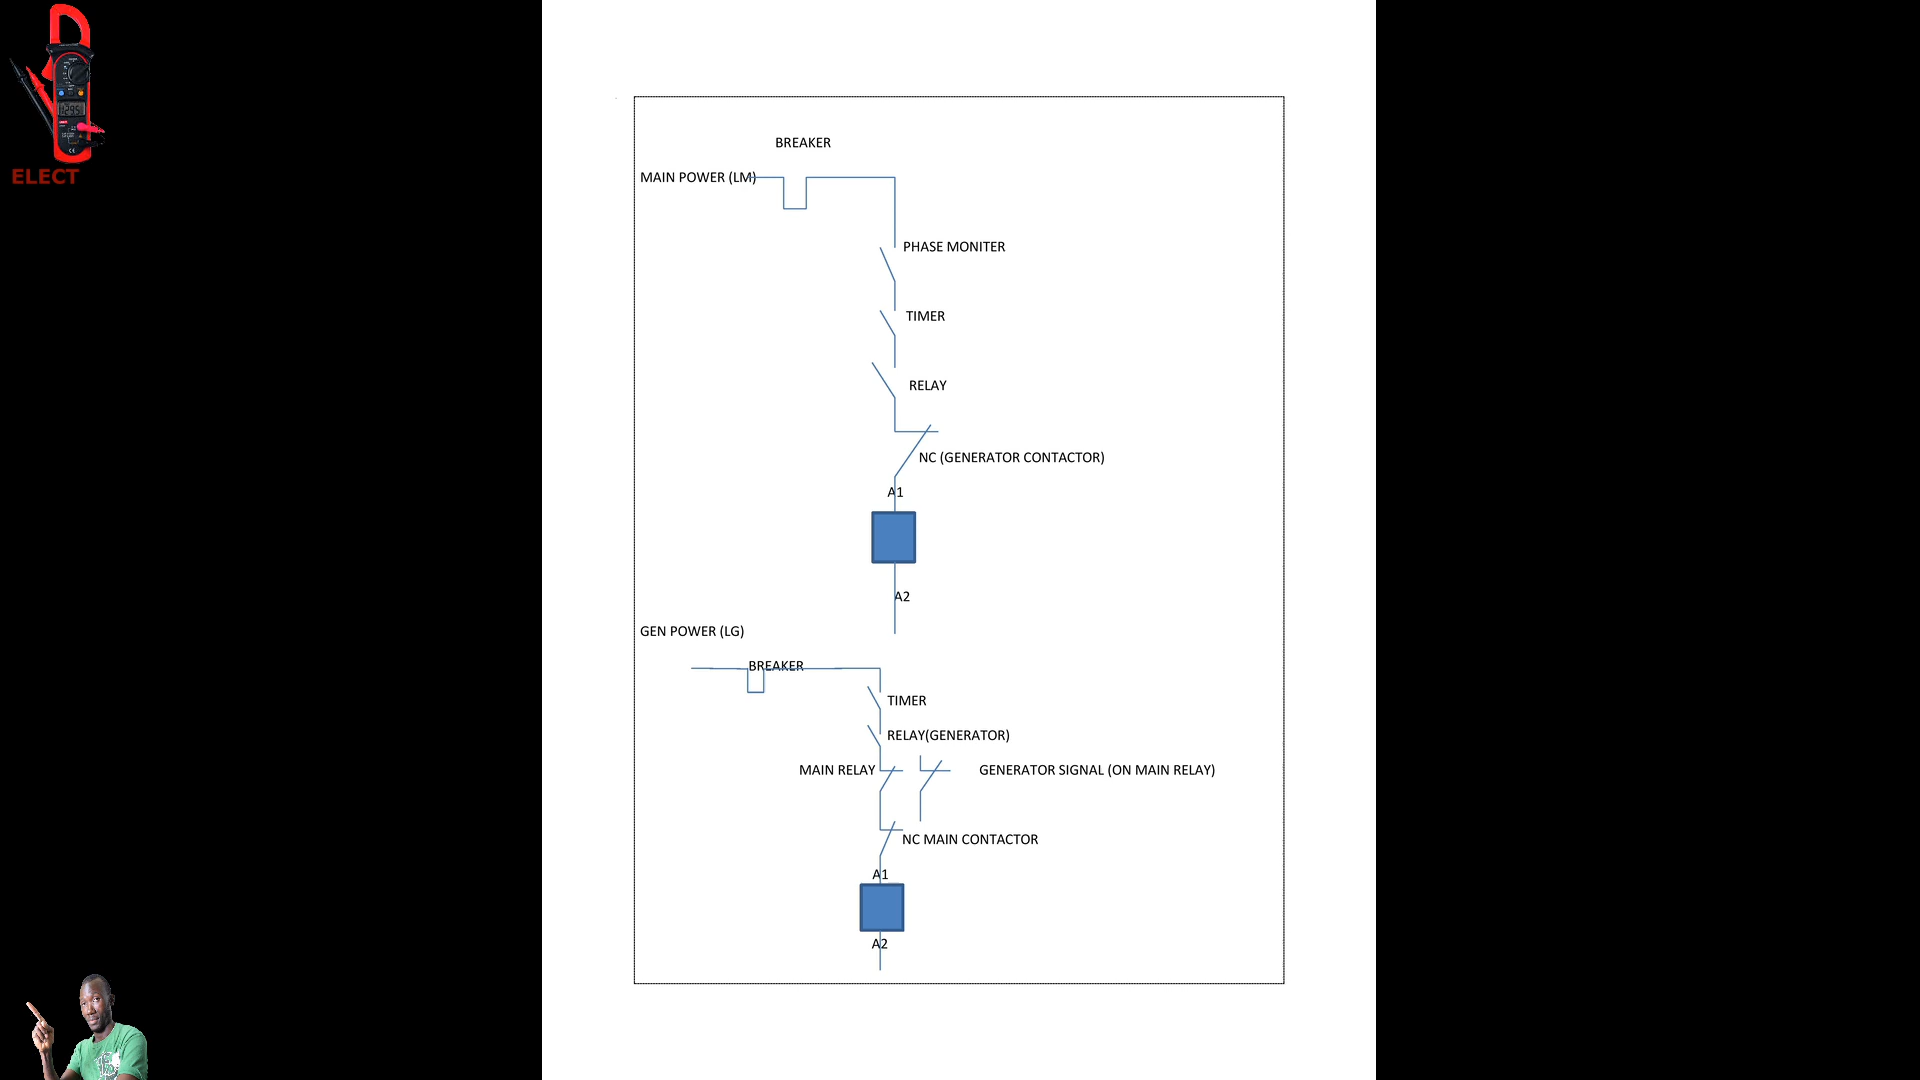 ELECT
BREAKER
MAIN POWER (LM)
PHASE MONITER
TIMER
RELAY
NC (GENERATOR CONTACTOR)
A1
A2
GEN POWER (LG)
BREAKER
TIMER
RELAY(GENERATOR)
MAIN RELAY
GENERATOR SIGNAL (ON MAIN RELAY)
NC MAIN CONTACTOR
A1
A2